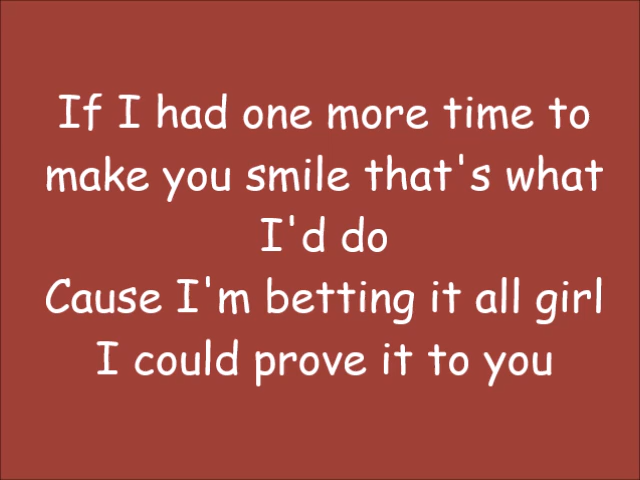 If I had one more time to
make you smile that's what
I'd do
Cause I'm betting it all girl
I could prove it to you